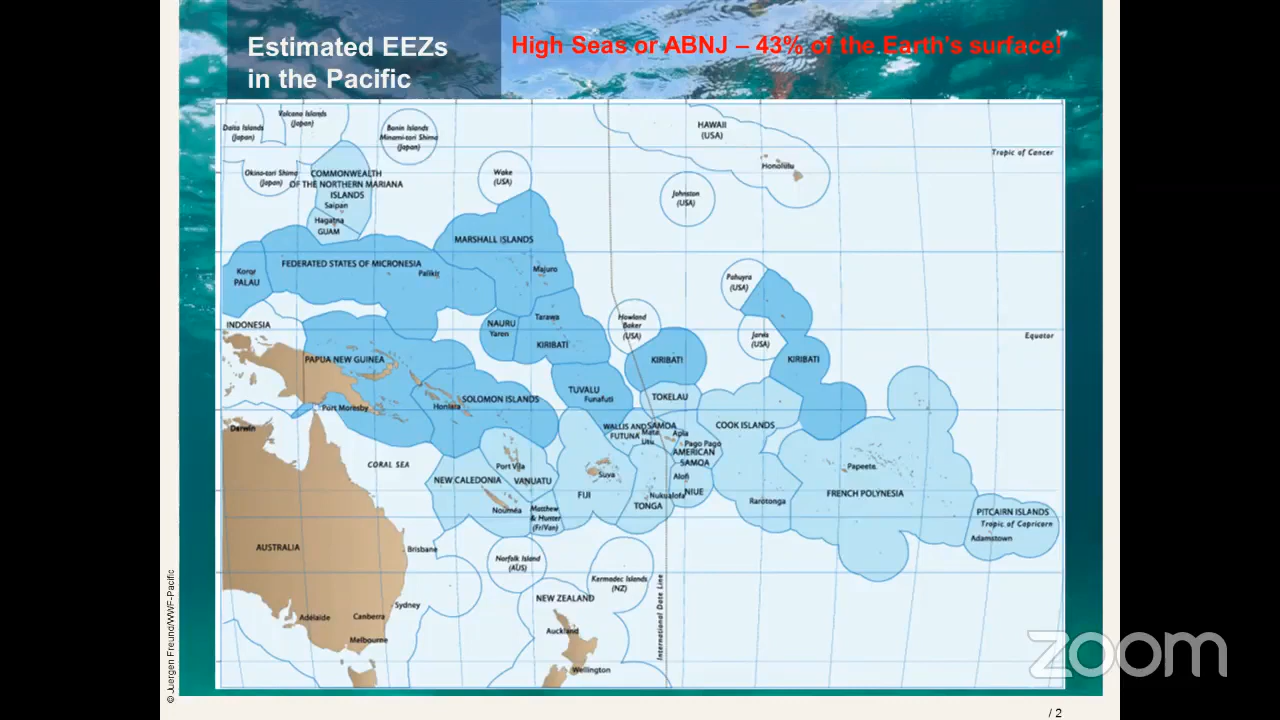 Estimated EEZs
in the Pacific
High Seas or ABNJ – 43% of the Earth's surface!
Daito Islands
(Japan)
Volcano Islands
(Japan)
Bonin Islands
Minami-tori Shima
(Japan)
HAWAII
(USA)
Honolulu
Tropic of Cancer
Okino-tori Shima
(Japan)
COMMONWEALTH
OF THE NORTHERN MARIANA
ISLANDS
Saipan
Hagatna
GUAM
Wake
(USA)
Johnston
(USA)
MARSHALL ISLANDS
Majuro
FEDERATED STATES OF MICRONESIA
Palikir
Koror
PALAU
Palmyra
(USA)
INDONESIA
NAURU
Yaren
Tarawa
KIRIBATI
Howland
Baker
(USA)
Jarvis
(USA)
Equator
PAPUA NEW GUINEA
KIRIBATI
KIRIBATI
Port Moresby
Honiara
SOLOMON ISLANDS
TUVALU
Funafuti
TOKELAU
Darwin
WALLIS AND
FUTUNA
Mata
Utu
SAMOA
Apia
Pago Pago
AMERICAN
SAMOA
COOK ISLANDS
CORAL SEA
Port Vila
VANUATU
NEW CALEDONIA
Nouméa
Matthew
& Hunter
(Fr/Van)
Suva
FIJI
Nukualofa
TONGA
Alofi
NIUE
Rarotonga
Papeete
FRENCH POLYNESIA
PITCAIRN ISLANDS
Tropic of Capricorn
Adamstown
AUSTRALIA
Brisbane
Norfolk Island
(AUS)
Kermadec Islands
(NZ)
NEW ZEALAND
International Date Line
Adelaide
Canberra
Sydney
Melbourne
Auckland
Wellington
© Juergen Freund/WWF-Pacific
zoom
/ 2